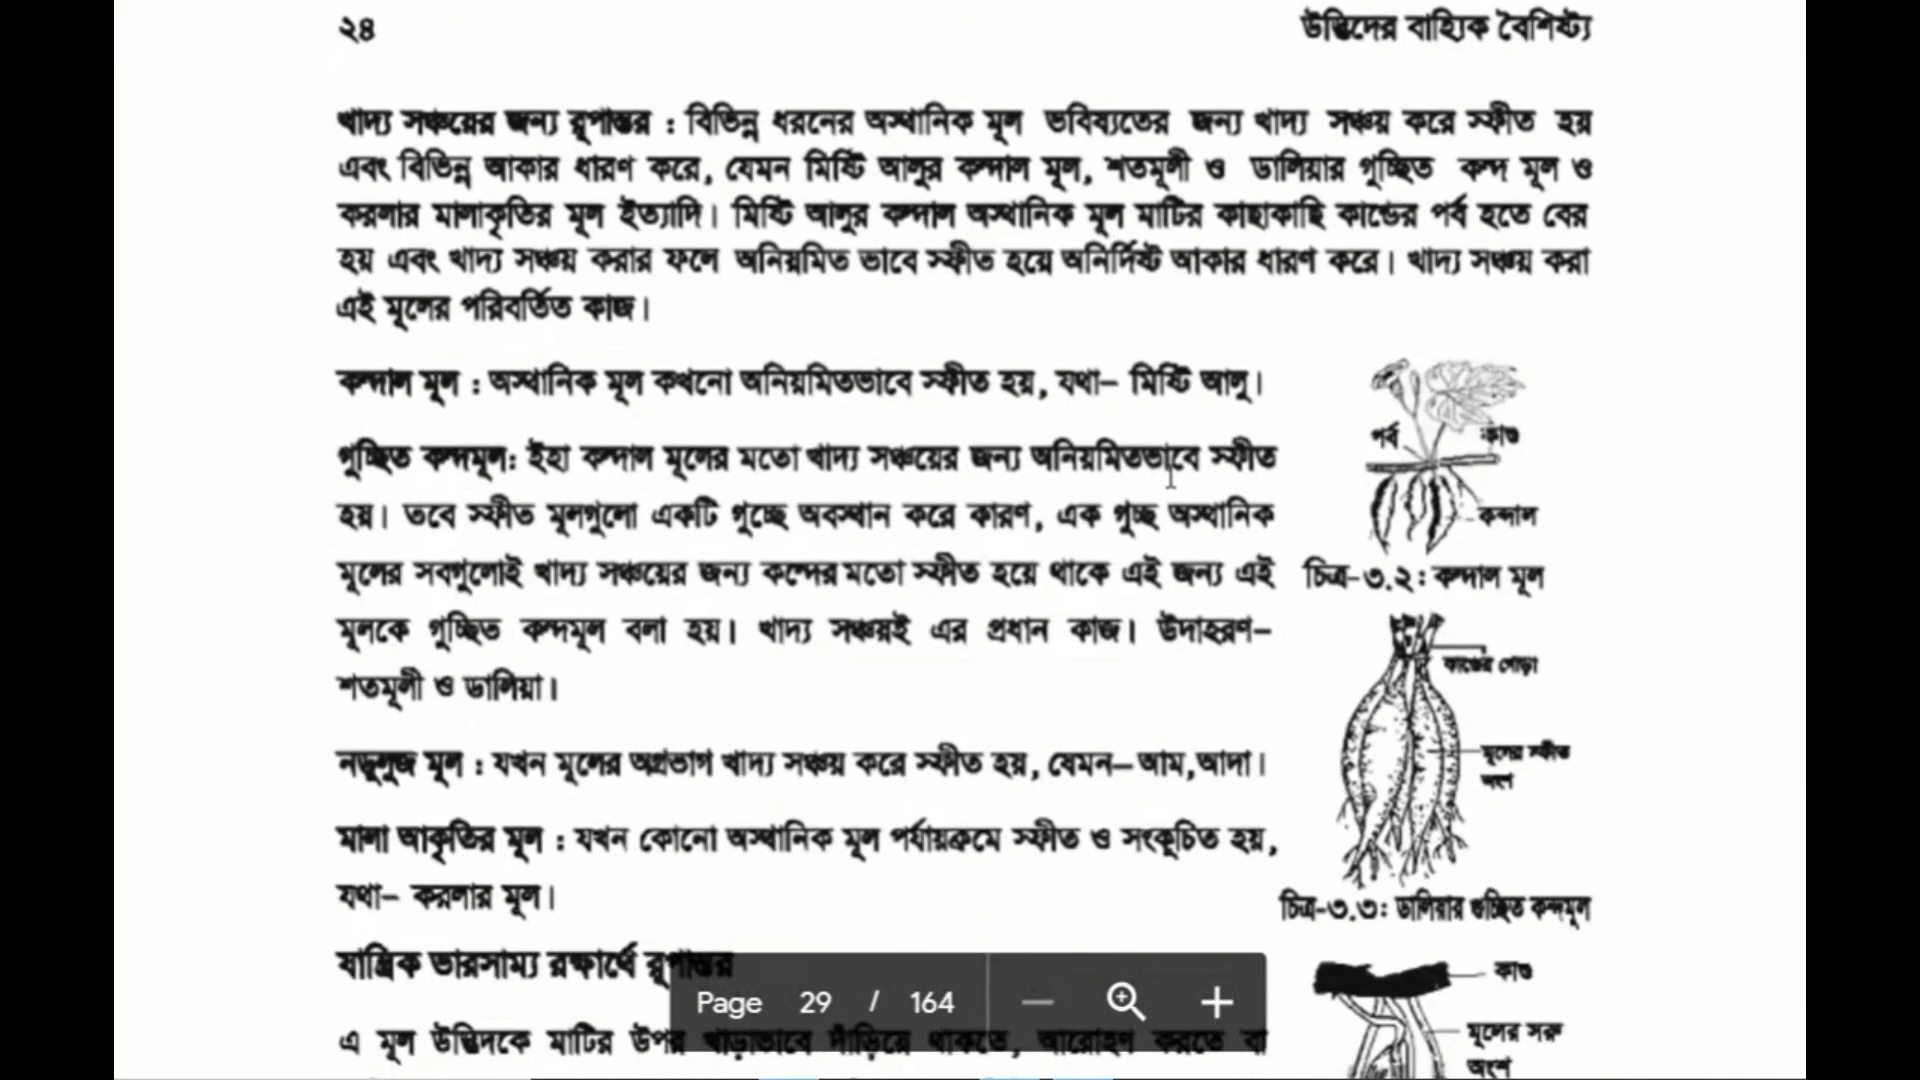 ২৪
উদ্ভিদের বাহ্যিক বৈশিষ্ট্য
খাদ্য সঞ্চয়ের জন্য রূপান্তর : বিভিন্ন ধরনের অস্থানিক মূল ভবিষ্যতের জন্য খাদ্য সঞ্চয় করে স্ফীত হয়
এবং বিভিন্ন আকার ধারণ করে, যেমন মিষ্টি আলুর কন্দাল মূল, শতমূলী ও ডালিয়ার গুচ্ছিত কন্দ মূল ও
করলার মালাকৃতির মূল ইত্যাদি। মিষ্টি আলুর কন্দাল অস্থানিক মূল মাটির কাছাকাছি কান্ডের পর্ব হতে বের
হয় এবং খাদ্য সঞ্চয় করার ফলে অনিয়মিত ভাবে স্ফীত হয়ে অনির্দিষ্ট আকার ধারণ করে। খাদ্য সঞ্চয় করা
এই মূলের পরিবর্তিত কাজ।
কন্দাল মূল : অস্থানিক মূল কখনো অনিয়মিতভাবে স্ফীত হয়, যথা– মিষ্টি আলু।
গুচ্ছিত কন্দমূল: ইহা কন্দাল মূলের মতো খাদ্য সঞ্চয়ের জন্য অনিয়মিতভাবে স্ফীত
হয়। তবে স্ফীত মূলগুলো একটি গুচ্ছে অবস্থান করে কারণ, এক গুচ্ছ অস্থানিক
মূলের সবগুলোই খাদ্য সঞ্চয়ের জন্য কন্দের মতো স্ফীত হয়ে থাকে এই জন্য এই
মূলকে গুচ্ছিত কন্দমূল বলা হয়। খাদ্য সঞ্চয়ই এর প্রধান কাজ। উদাহরণ–
শতমূলী ও ডালিয়া।
নডুলুজ মূল : যখন মূলের অগ্রভাগ খাদ্য সঞ্চয় করে স্ফীত হয়, যেমন– আম,আদা।
মালা আকৃতির মূল : যখন কোনো অস্থানিক মূল পর্যায়ক্রমে স্ফীত ও সংকুচিত হয়,
যথা– করলার মূল।
যান্ত্রিক ভারসাম্য রক্ষার্থে রূপান্তর
এ মূল উদ্ভিদকে মাটির উপর খাড়াভাবে দাঁড়িয়ে থাকতে, আরোহণ করতে বা
পর্ব
কাণ্ড
কন্দাল
চিত্র-৩.২: কন্দাল মূল
কাণ্ডের গোড়া
মূলের স্ফীত
অংশ
চিত্র-৩.৩: ডালিয়ার গুচ্ছিত কন্দমূল
কাণ্ড
মূলের সরু
অংশ
Page 29 / 164